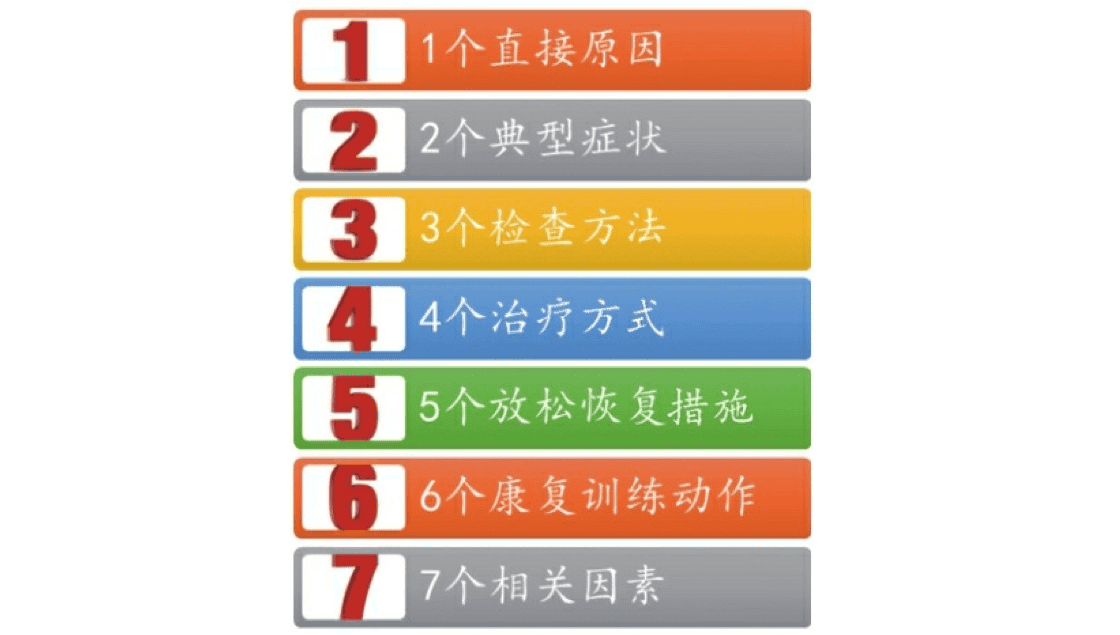 1 1个直接原因
2 2个典型症状
3 3个检查方法
4 4个治疗方式
5 5个放松恢复措施
6 6个康复训练动作
7 7个相关因素